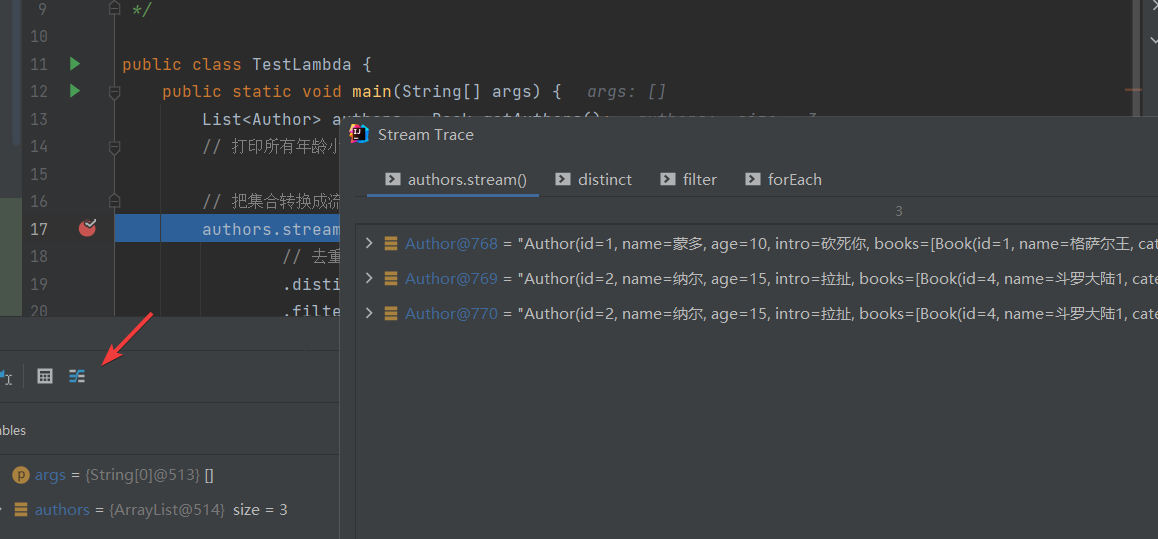 9 */
10
11 public class TestLambda {
12 public static void main(String[] args) { args: []
13 List<Author> authors = Book.getAuthors(); authors: size = 3
Stream Trace
14 // 打印所有年龄小
authors.stream() distinct filter forEach
15
16 // 把集合转换成流
3
17 authors.stream
Author@768 = "Author(id=1, name=蒙多, age=10, intro=砍死你, books=[Book(id=1, name=格萨尔王, cat
18 // 去重
Author@769 = "Author(id=2, name=纳尔, age=15, intro=拉扯, books=[Book(id=4, name=斗罗大陆1, cate
19 .disti
20 .filte
Author@770 = "Author(id=2, name=纳尔, age=15, intro=拉扯, books=[Book(id=4, name=斗罗大陆1, cate
ables
p args = {String[0]@513} []
authors = {ArrayList@514} size = 3